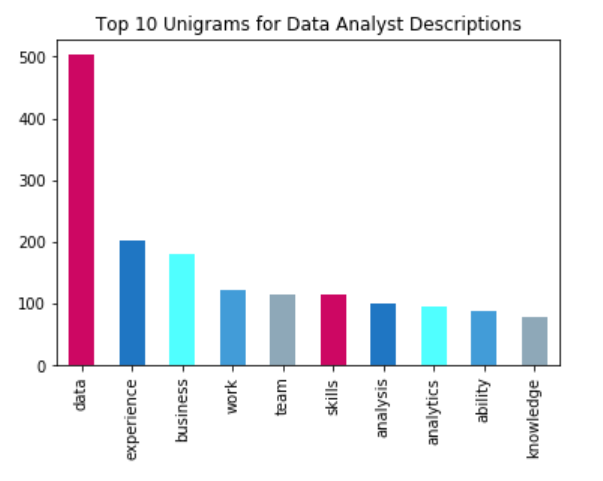 Top 10 Unigrams for Data Analyst Descriptions
500
400
300
200
100
0
data
experience
business
work
team
skills
analysis
analytics
ability
knowledge